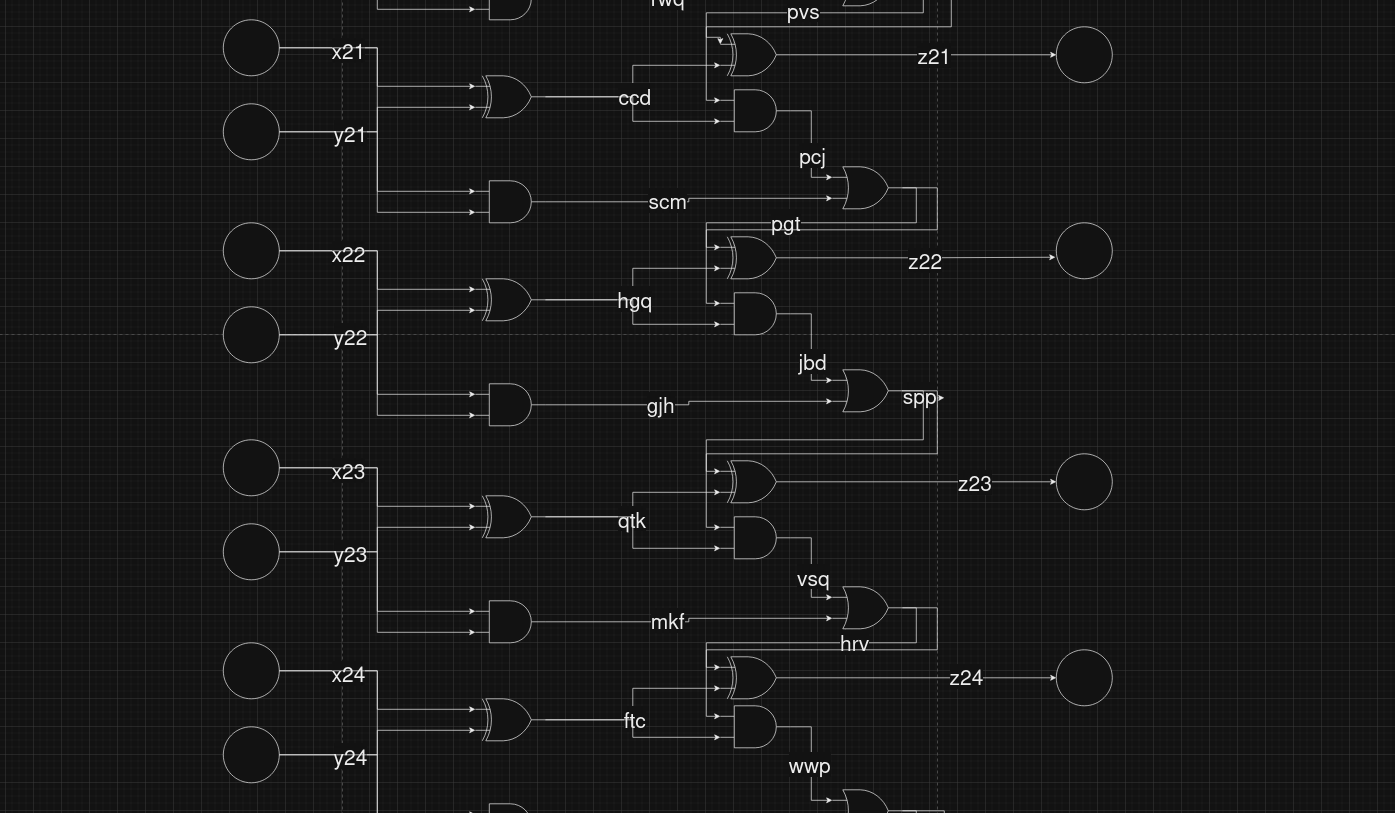 rwq
pvs
x21
z21
ccd
y21
pcj
scm
pgt
x22
z22
hgq
y22
jbd
spp
gjh
x23
z23
qtk
y23
vsq
mkf
hrv
x24
z24
ftc
y24
wwp